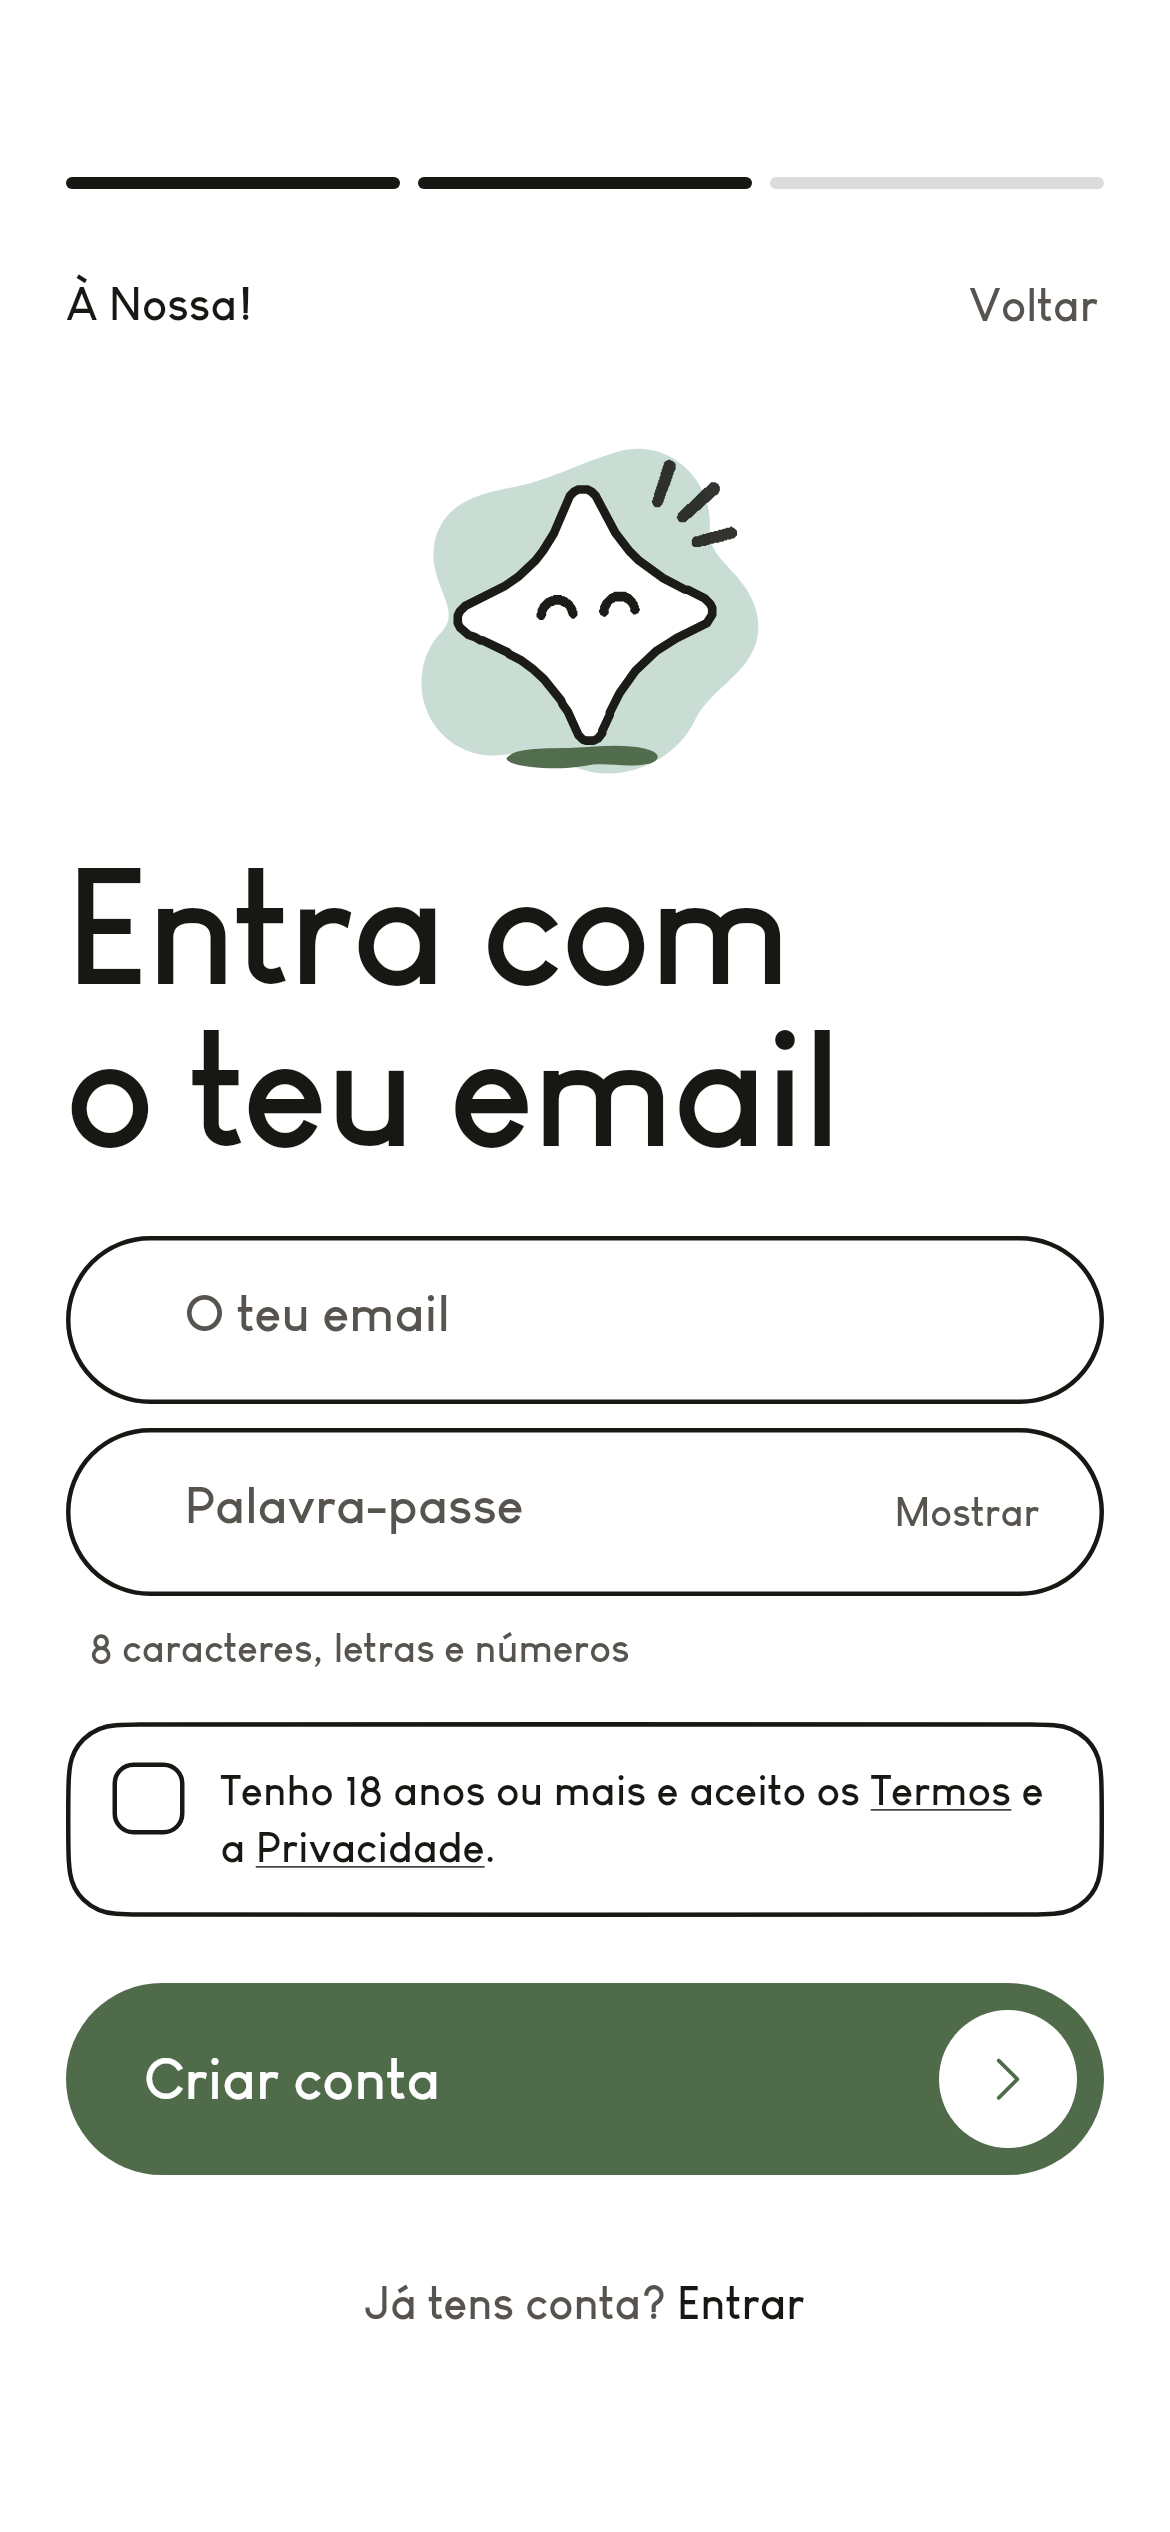 À Nossa!
Voltar
Entra com
o teu email
O teu email
Palavra-passe
Mostrar
8 caracteres, letras e números
Tenho 18 anos ou mais e aceito os Termos e
a Privacidade.
Criar conta
Já tens conta? Entrar